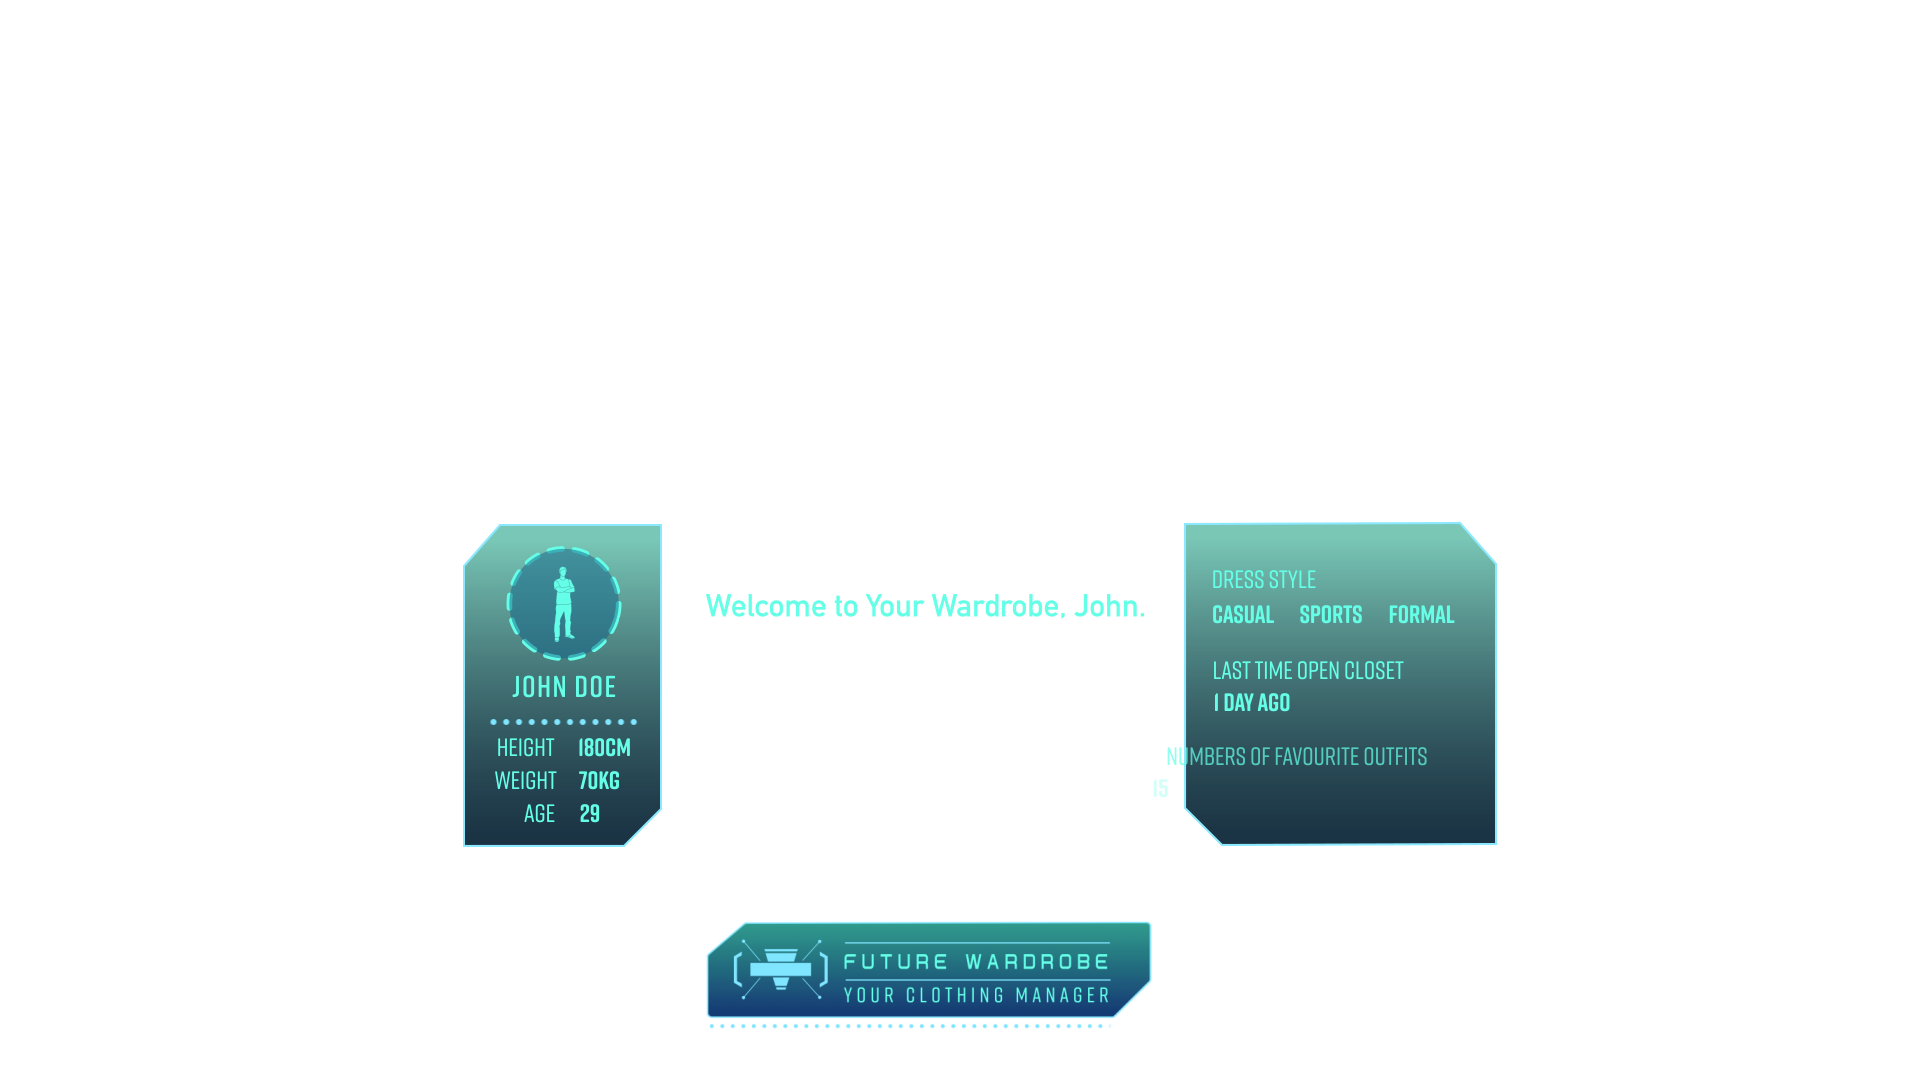 JOHN DOE
HEIGHT 180CM
WEIGHT 70KG
AGE 29
Welcome to Your Wardrobe, John.
DRESS STYLE
CASUAL SPORTS FORMAL
LAST TIME OPEN CLOSET
1 DAY AGO
NUMBERS OF FAVOURITE OUTFITS
15
FUTURE WARDROBE
YOUR CLOTHING MANAGER